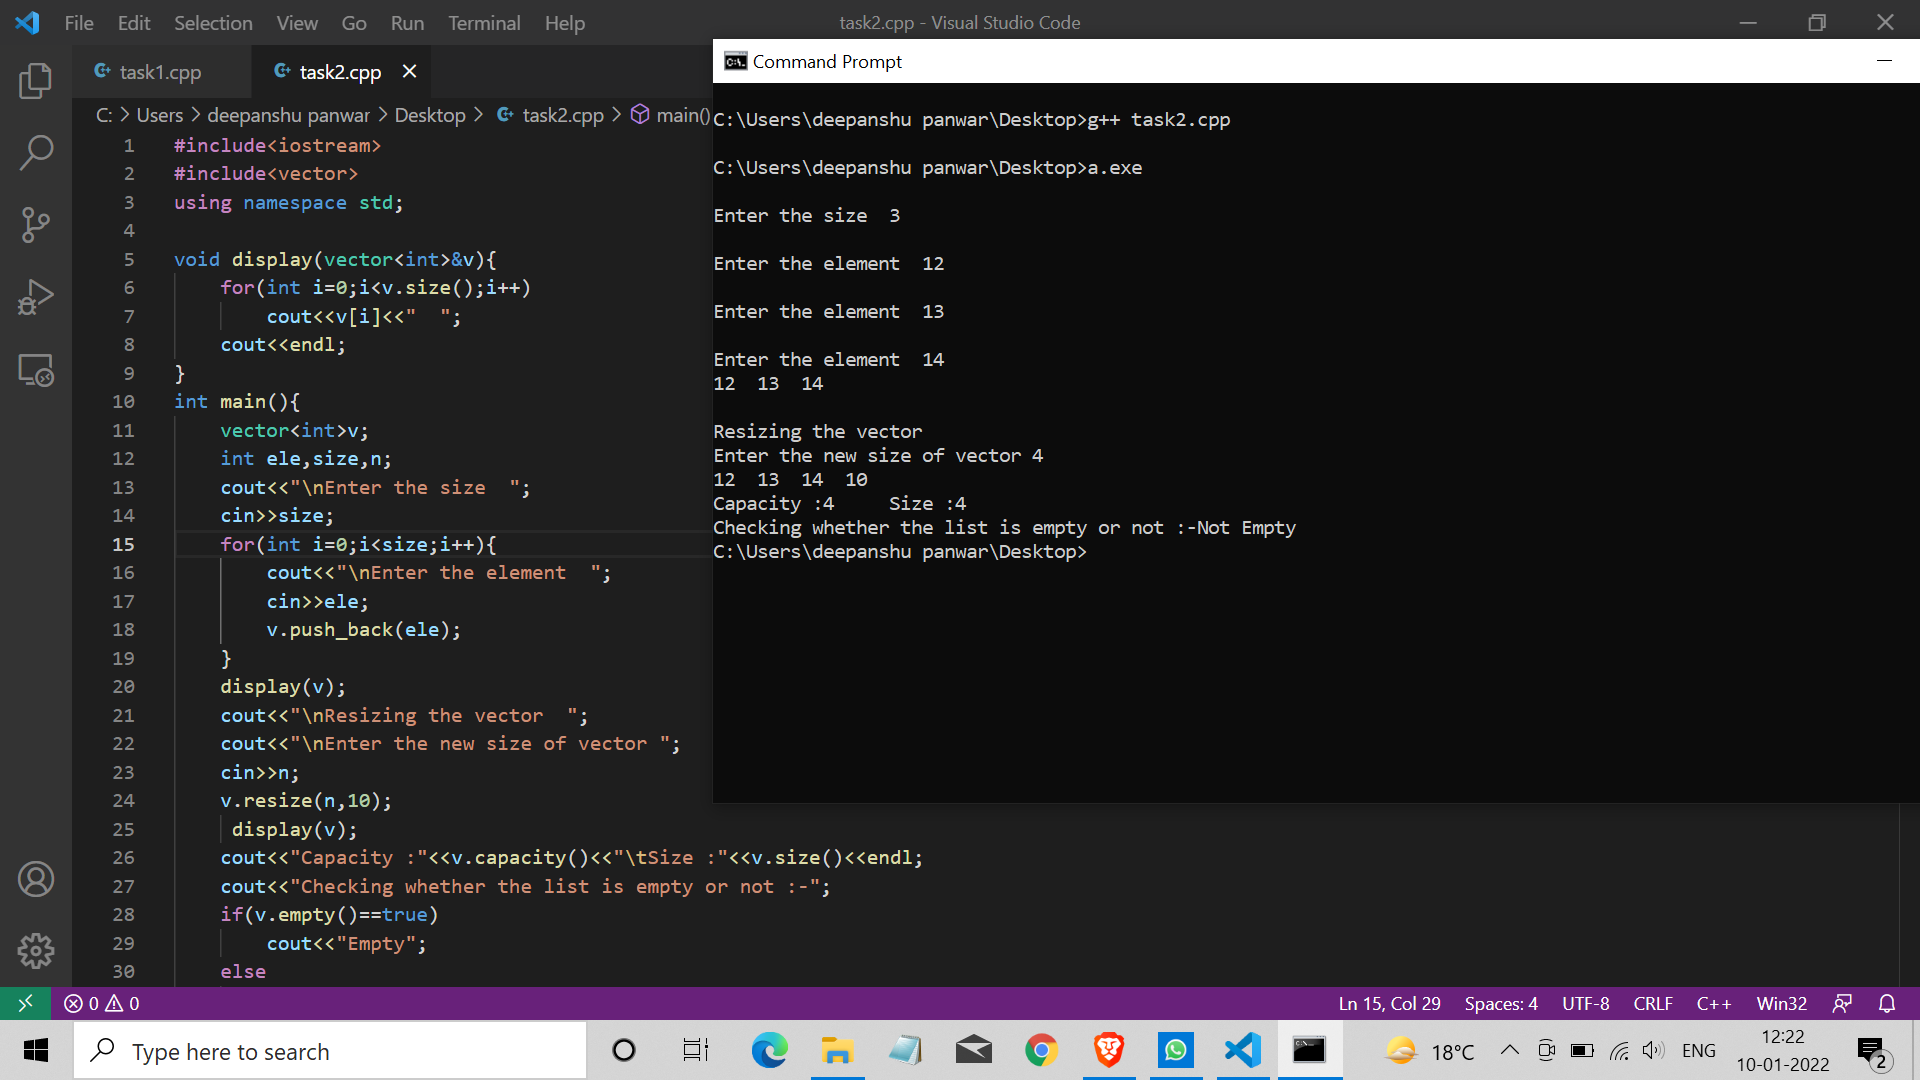 File Edit Selection View Go Run Terminal Help
task2.cpp - Visual Studio Code
task1.cpp
task2.cpp
C: > Users > deepanshu panwar > Desktop > task2.cpp > main()
1 #include<iostream>
2 #include<vector>
3 using namespace std;
4
5 void display(vector<int>&v){
6     for(int i=0;i<v.size();i++)
7         cout<<v[i]<<"  ";
8     cout<<endl;
9 }
10 int main(){
11     vector<int>v;
12     int ele,size,n;
13     cout<<"\nEnter the size  ";
14     cin>>size;
15     for(int i=0;i<size;i++){
16         cout<<"\nEnter the element  ";
17         cin>>ele;
18         v.push_back(ele);
19     }
20     display(v);
21     cout<<"\nResizing the vector  ";
22     cout<<"\nEnter the new size of vector ";
23     cin>>n;
24     v.resize(n,10);
25      display(v);
26     cout<<"Capacity :"<<v.capacity()<<"\tSize :"<<v.size()<<endl;
27     cout<<"Checking whether the list is empty or not :-";
28     if(v.empty()==true)
29         cout<<"Empty";
30     else
Command Prompt
C:\Users\deepanshu panwar\Desktop>g++ task2.cpp
C:\Users\deepanshu panwar\Desktop>a.exe
Enter the size  3
Enter the element  12
Enter the element  13
Enter the element  14
12  13  14
Resizing the vector
Enter the new size of vector 4
12  13  14  10
Capacity :4     Size :4
Checking whether the list is empty or not :-Not Empty
C:\Users\deepanshu panwar\Desktop>
0 0
Ln 15, Col 29 Spaces: 4 UTF-8 CRLF C++ Win32
Type here to search
18°C
ENG
12:22
10-01-2022
2